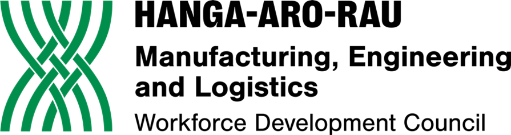 HANGA-ARO-RAU
Manufacturing, Engineering
and Logistics
Workforce Development Council